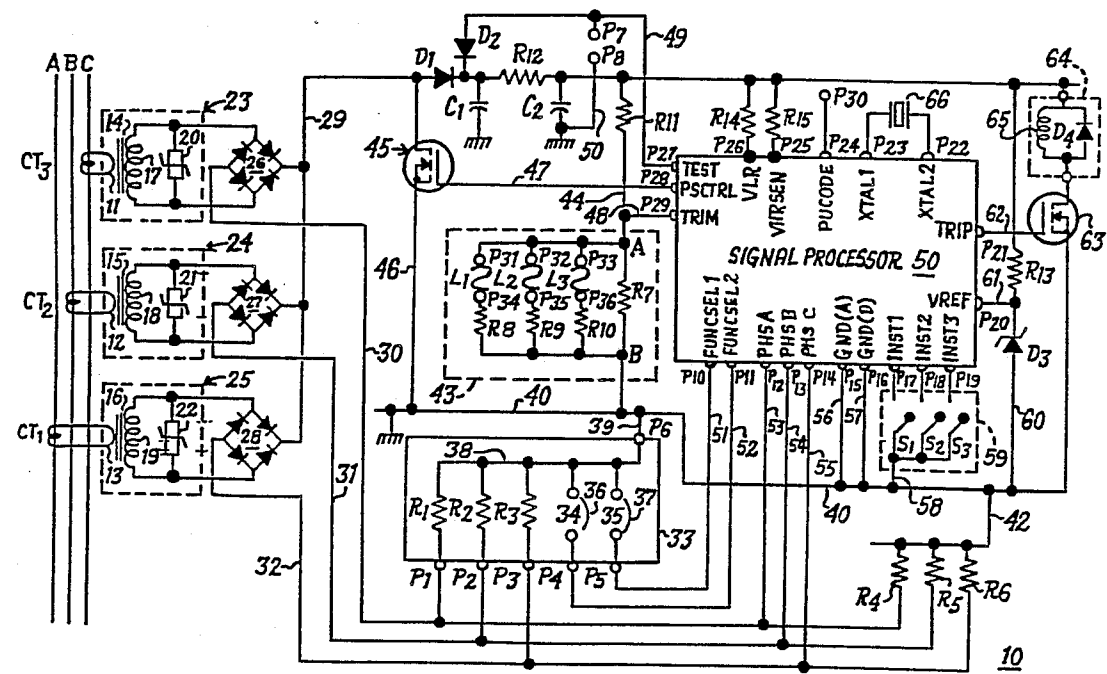 A B C
23
14
20
CT3
17
26
11
24
15
21
CT2
18
27
12
25
16
22
CT1
19
28
13
29
30
31
32
D1
D2
R12
C1
C2
P7
P8
49
50
45
47
44
48
46
R11
P27
P28
P29
R14
R15
P30
66
P26
P25
P24
P23
P22
TEST
PSCTRL
TRIM
VLR
VIRSEN
PUCODE
XTAL1
XTAL2
TRIP
SIGNAL PROCESSOR 50
VREF
FUNCSEL1
FUNCSEL2
PHS A
PHS B
PHS C
GND(A)
GND(D)
INST1
INST2
INST3
64
65
D4
63
62
P21
R13
61
P20
D3
60
A
P31
P32
P33
L1
L2
L3
P34
P35
P36
R7
R8
R9
R10
B
43
40
39
P6
38
R1
R2
R3
34
36
35
37
33
P1
P2
P3
P4
P5
P10
P11
P12
P13
P14
P15
P16
P17
P18
P19
51
52
53
54
55
56
57
S1
S2
S3
59
58
40
42
R4
R5
R6
10